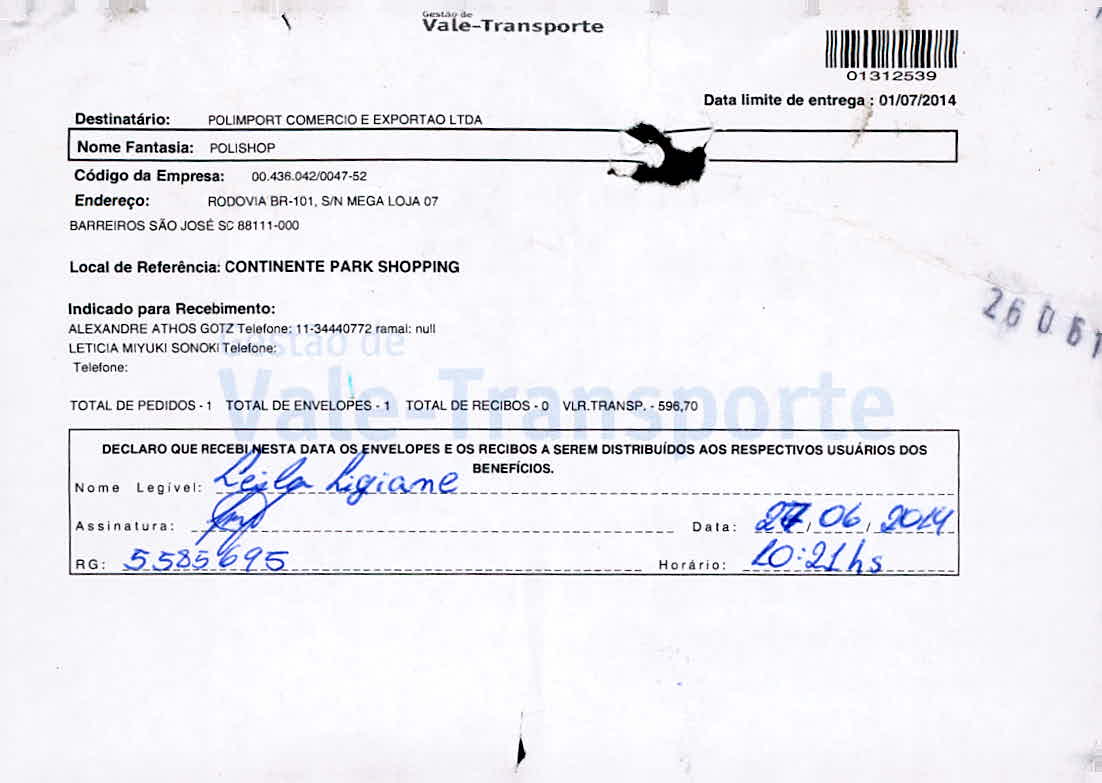 Gestão de
Vale-Transporte
01312539
Data limite de entrega : 01/07/2014
Destinatário: POLIMPORT COMERCIO E EXPORTAO LTDA
Nome Fantasia: POLISHOP
Código da Empresa: 00.436.042/0047-52
Endereço: RODOVIA BR-101, S/N MEGA LOJA 07
BARREIROS SÃO JOSÉ SC 88111-000
Local de Referência: CONTINENTE PARK SHOPPING
26 0 6 1
Indicado para Recebimento:
ALEXANDRE ATHOS GOTZ Telefone: 11-34440772 ramal: null
LETICIA MIYUKI SONOKI Telefone:
Gestão de
Telefone:
Vale-Transporte
TOTAL DE PEDIDOS - 1 TOTAL DE ENVELOPES - 1 TOTAL DE RECIBOS - 0 VLR.TRANSP. - 596,70
DECLARO QUE RECEBI NESTA DATA OS ENVELOPES E OS RECIBOS A SEREM DISTRIBUÍDOS AOS RESPECTIVOS USUÁRIOS DOS
BENEFÍCIOS.
Nome Legível: Leila Ligiane
Assinatura: Data: 27/06/2014
RG: 5585695 Horário: 10:21hs